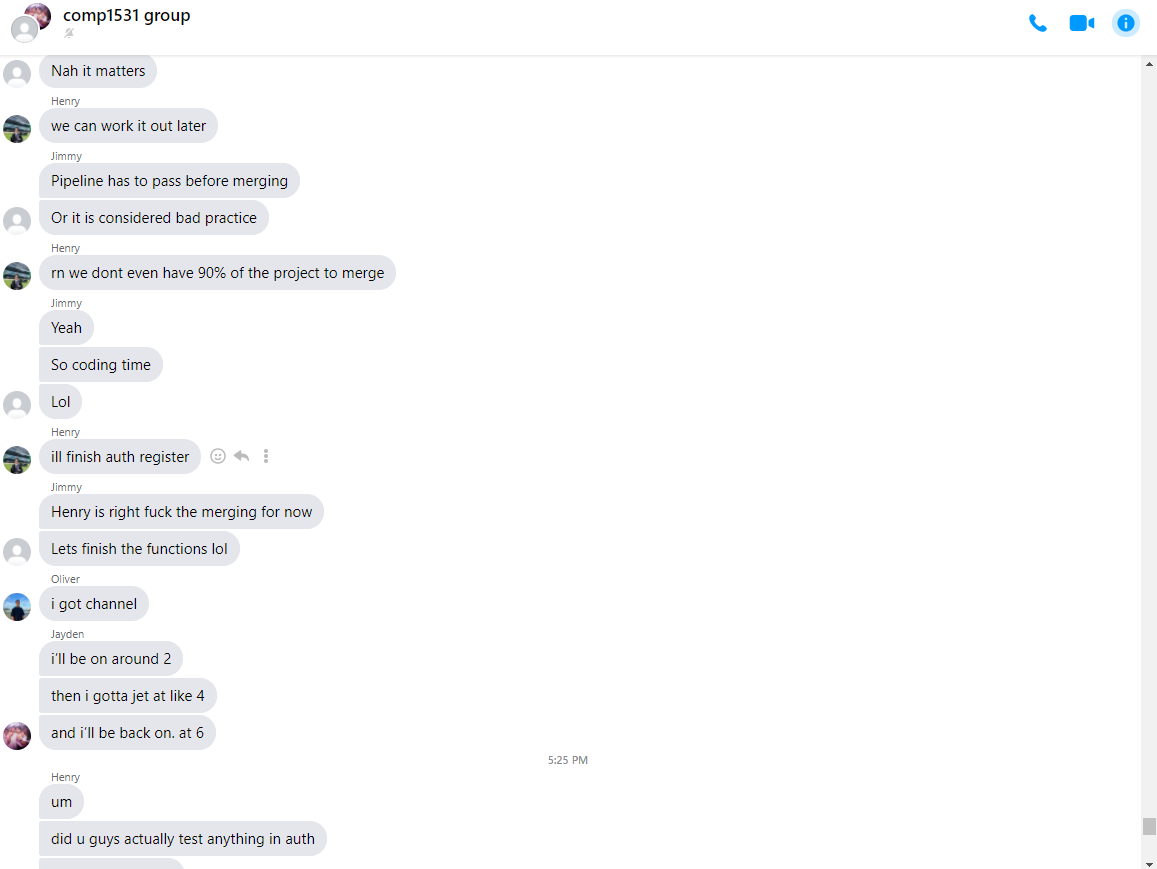 comp1531 group
Nah it matters
Henry
we can work it out later
Jimmy
Pipeline has to pass before merging
Or it is considered bad practice
Henry
rn we dont even have 90% of the project to merge
Jimmy
Yeah
So coding time
Lol
Henry
ill finish auth register
Jimmy
Henry is right fuck the merging for now
Lets finish the functions lol
Oliver
i got channel
Jayden
i'll be on around 2
then i gotta jet at like 4
and i'll be back on. at 6
5:25 PM
Henry
um
did u guys actually test anything in auth